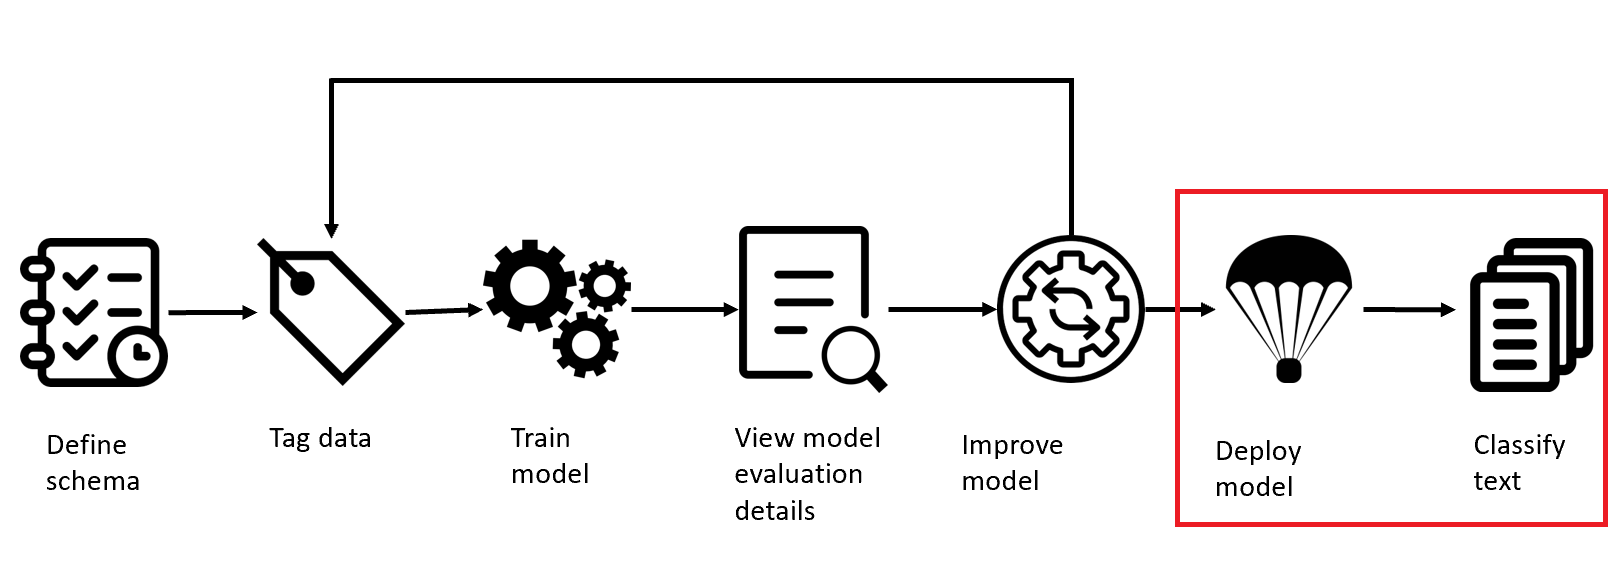 Define
schema
Tag data
Train
model
View model
evaluation
details
Improve
model
Deploy
model
Classify
text